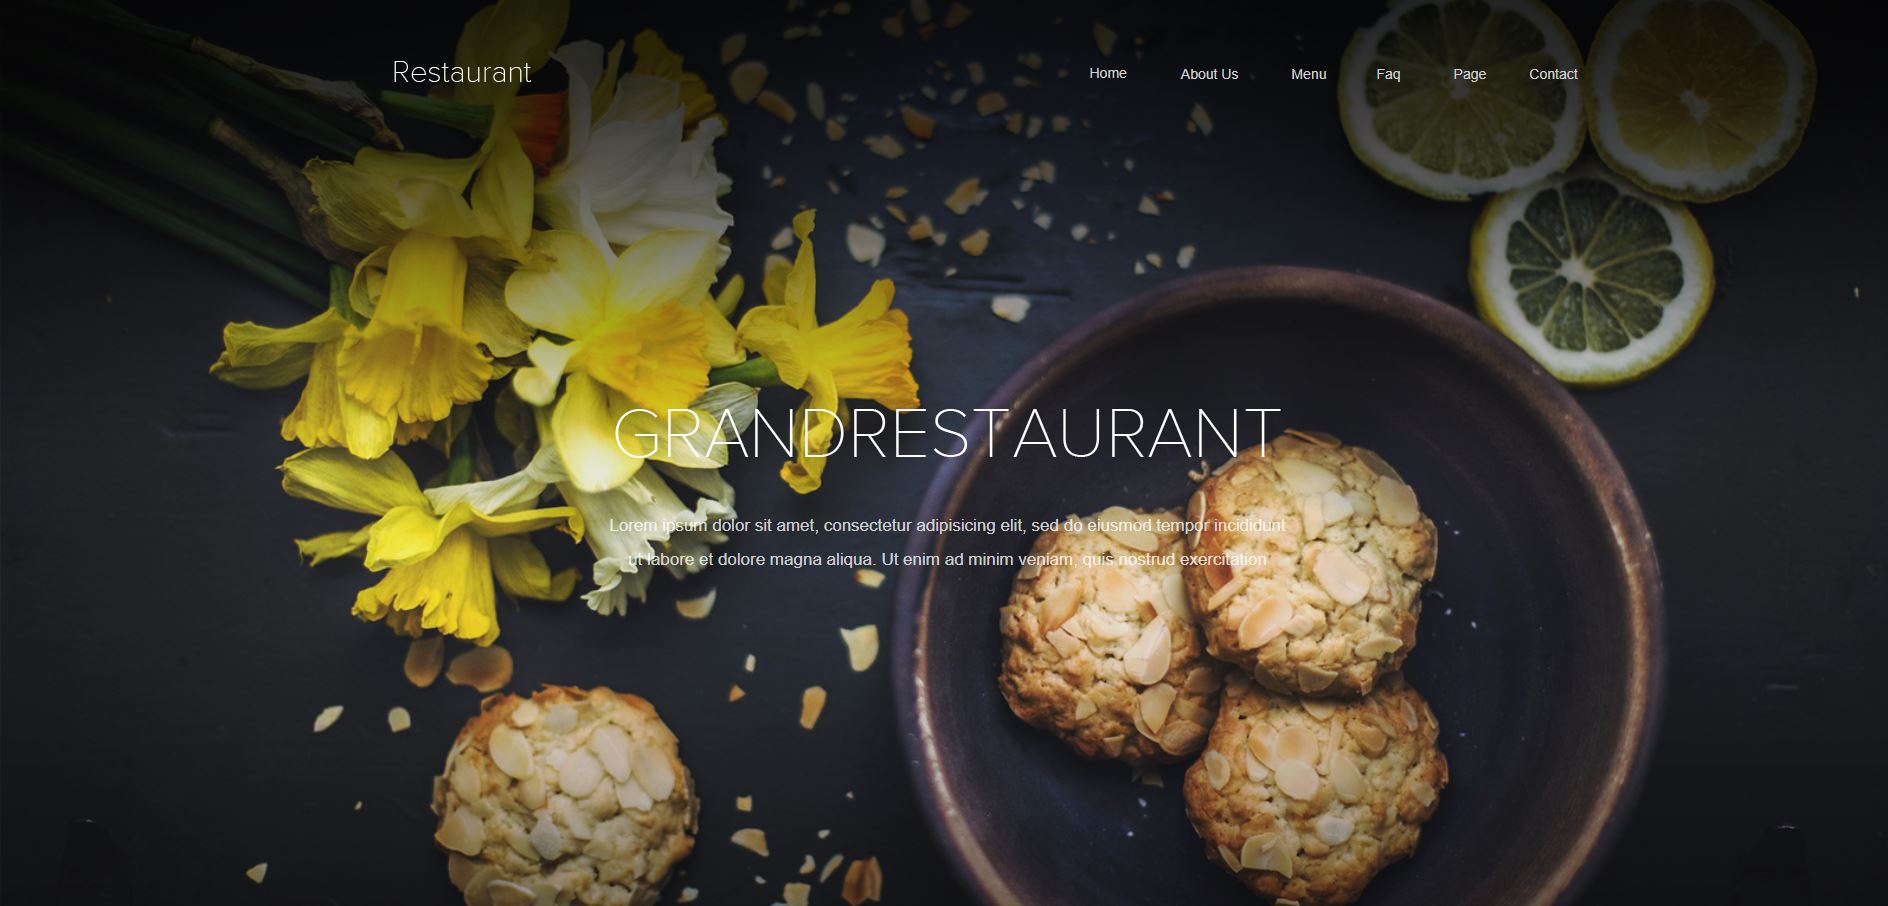 Restaurant
Home About Us Menu Faq Page Contact
GRANDRESTAURANT
Lorem ipsum dolor sit amet, consectetur adipisicing elit, sed do eiusmod tempor incididunt
ut labore et dolore magna aliqua. Ut enim ad minim veniam, quis nostrud exercitation